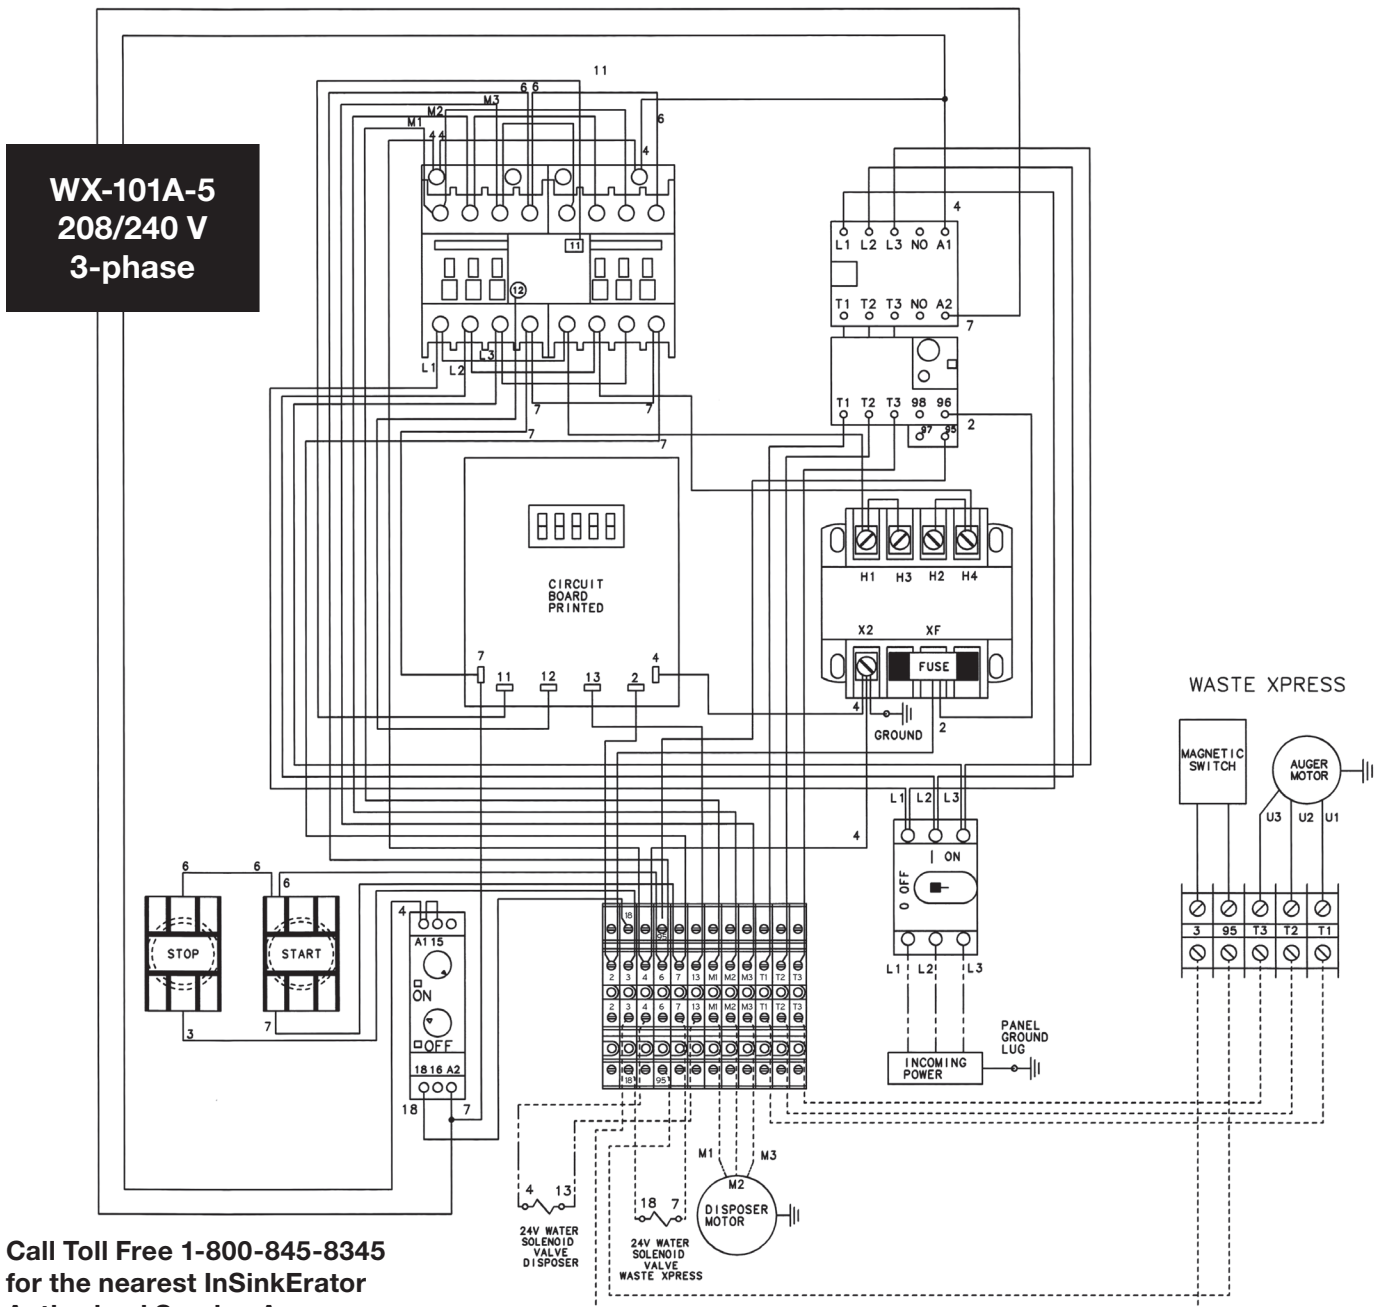 11
6 6
M3
M2
M1
6
4 4
4
WX-101A-5
208/240 V
3-phase
4
L1 L2 L3 NO A1
11
12
T1 T2 T3 NO A2
7
L3
L1
L2
7
7
7
7
T1 T2 T3 98 96
97 95
2
CIRCUIT
BOARD
PRINTED
H1 H3 H2 H4
X2 XF
FUSE
7
11 12 13 2
4
4
GROUND
2
WASTE XPRESS
MAGNETIC
SWITCH
AUGER
MOTOR
U3 U2 U1
L1 L2 L3
4
| ON
O OFF
6 6
6
STOP
START
3
7
4
A1 15
ON
OFF
18 16 A2
18
7
18
95
2 3 4 6 7 13 M1 M2 M3 T1 T2 T3
2 3 4 6 7 13 M1 M2 M3 T1 T2 T3
18 95
3 95 T3 T2 T1
L1 L2 L3
INCOMING
POWER
PANEL
GROUND
LUG
M1 M3
M2
DISPOSER
MOTOR
4 13
24V WATER
SOLENOID
VALVE
DISPOSER
18 7
24V WATER
SOLENOID
VALVE
WASTE XPRESS
Call Toll Free 1-800-845-8345
for the nearest InSinkErator